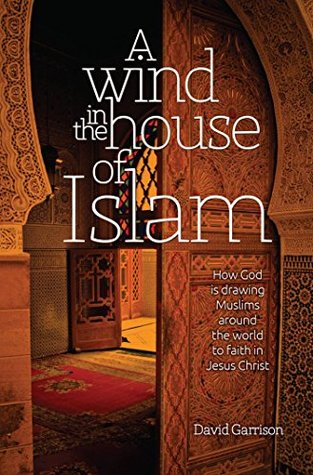 A
wind
in the house
of
Islam
How God
is drawing
Muslims
around
the world
to faith in
Jesus Christ
David Garrison